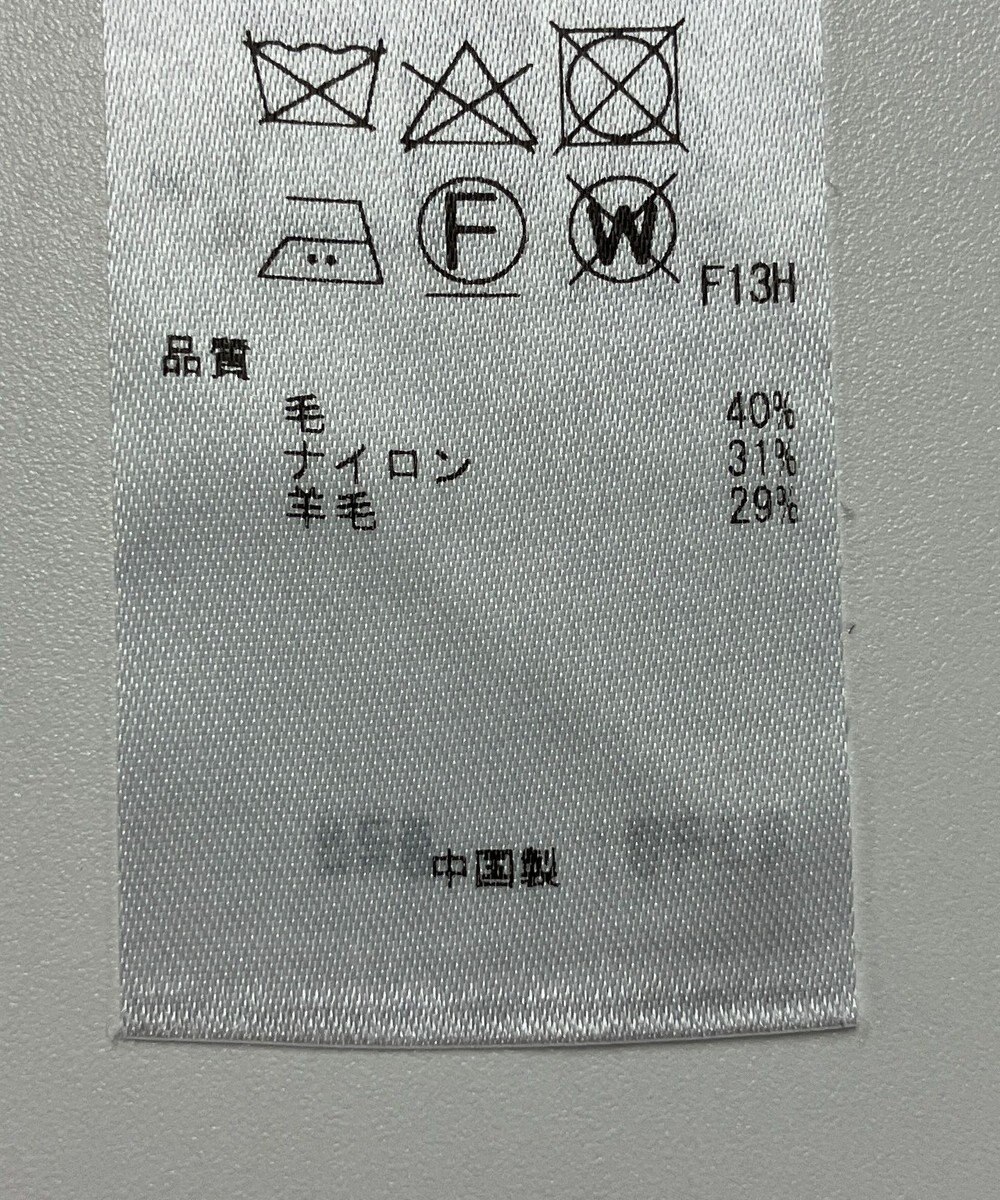 F W
F13H
品質
毛 40%
ナイロン 31%
羊毛 29%
中国製